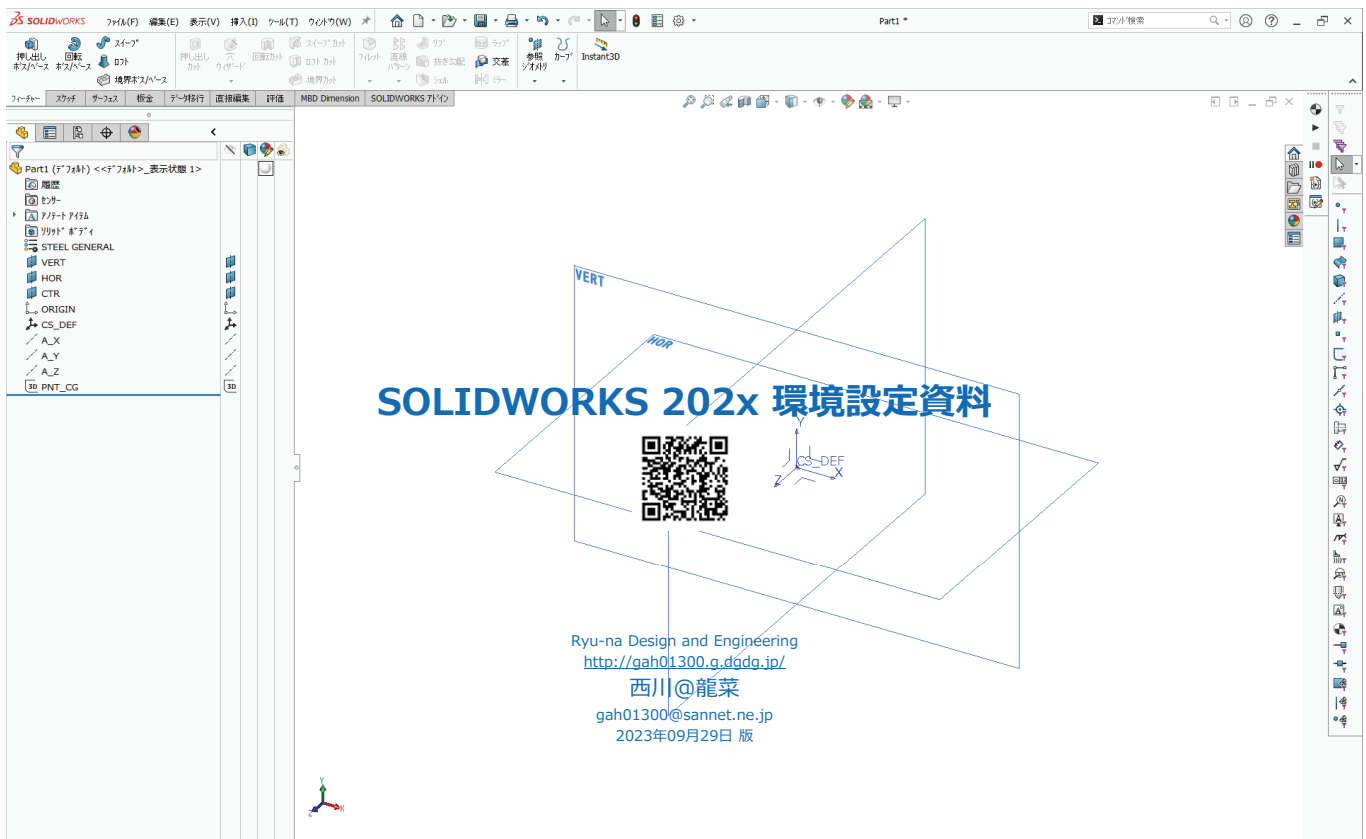 SOLIDWORKS ファイル(F) 編集(E) 表示(V) 挿入(I) ツール(T) ウィンドウ(W) Part1 * コマンド検索
押し出しボス/ベース 回転ボス/ベース スイープ ロフト 境界ボス/ベース 押し出しカット 穴ウィザード 回転カット スイープ カット ロフト カット 境界カット フィレット 直線パターン リブ 抜き勾配 シェル ラップ 交差 ミラー 参照ジオメトリ カーブ Instant3D
フィーチャー スケッチ サーフェス 板金 データ移行 直接編集 評価 MBD Dimension SOLIDWORKS アドイン
Part1 (デフォルト) <<デフォルト>_表示状態 1>
履歴
センサー
アノテート アイテム
ソリッド ボディ
STEEL GENERAL
VERT
HOR
CTR
ORIGIN
CS_DEF
A_X
A_Y
A_Z
3D PNT_CG
VERT
HOR
SOLIDWORKS 202x 環境設定資料
Y
CS_DEF
Z X
Ryu-na Design and Engineering
http://gah01300.g.dgdg.jp/
西川@龍菜
gah01300@sannet.ne.jp
2023年09月29日 版
Y
Z X